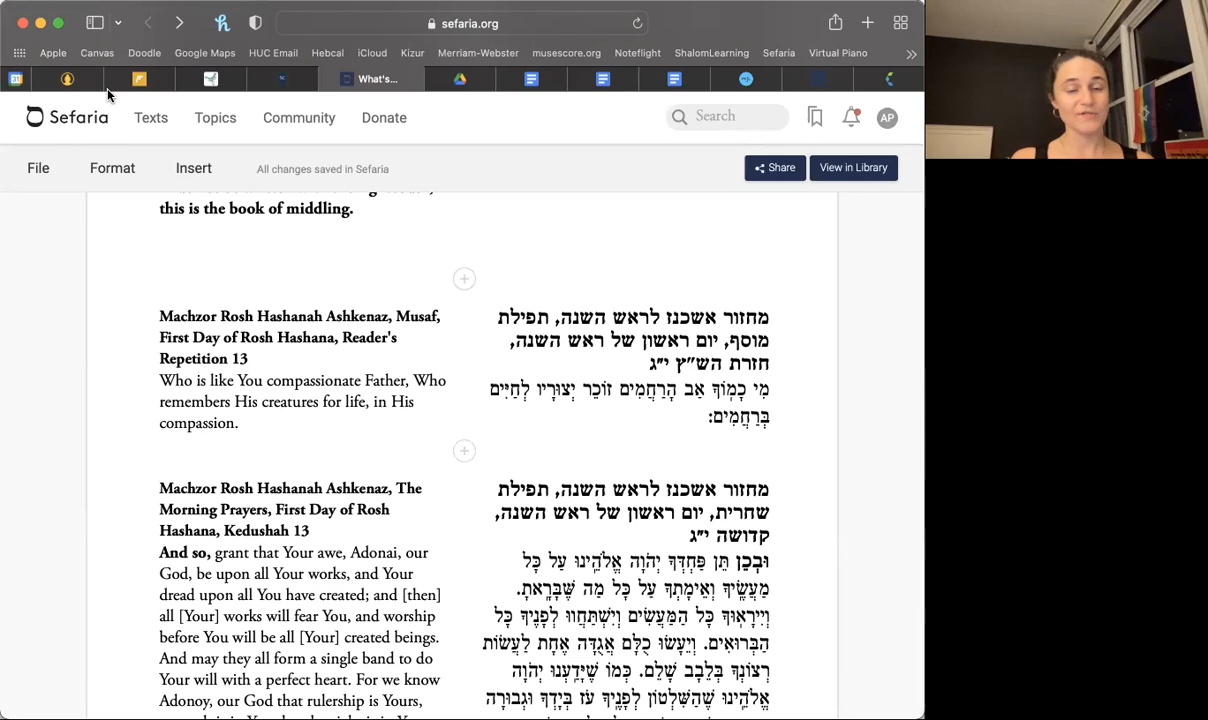 sefaria.org
Apple Canvas Doodle Google Maps HUC Email Hebcal iCloud Kizur Merriam-Webster musescore.org Noteflight ShalomLearning Sefaria Virtual Piano
What's...
Sefaria Texts Topics Community Donate Search AP
File Format Insert All changes saved in Sefaria Share View in Library
this is the book of middling.
Machzor Rosh Hashanah Ashkenaz, Musaf,
First Day of Rosh Hashana, Reader's
Repetition 13
Who is like You compassionate Father, Who
remembers His creatures for life, in His
compassion.
מחזור אשכנז לראש השנה, תפילת
מוסף, יום ראשון של ראש השנה,
חזרת הש״ץ י״ג
מִי כָמֽוֹךָ אַב הָרַחֲמִים זוֹכֵר יְצוּרָיו לְחַיִּים
בְּרַחֲמִים:
Machzor Rosh Hashanah Ashkenaz, The
Morning Prayers, First Day of Rosh
Hashana, Kedushah 13
And so, grant that Your awe, Adonai, our
God, be upon all Your works, and Your
dread upon all You have created; and [then]
all [Your] works will fear You, and worship
before You will be all [Your] created beings.
And may they all form a single band to do
Your will with a perfect heart. For we know
Adonoy, our God that rulership is Yours,
מחזור אשכנז לראש השנה, תפילת
שחרית, יום ראשון של ראש השנה,
קדושה י״ג
וּבְכֵן תֵּן פַּחְדְּךָ יְהֹוָה אֱלֹהֵֽינוּ עַל כָּל
מַעֲשֶֽׂיךָ וְאֵימָתְךָ עַל כָּל מַה שֶּׁבָּרָֽאתָ.
וְיִירָאֽוּךָ כָּל הַמַּעֲשִׂים וְיִשְׁתַּחֲווּ לְפָנֶֽיךָ כָּל
הַבְּרוּאִים. וְיֵעָשׂוּ כֻלָּם אֲגֻדָּה אֶחָת לַעֲשׂוֹת
רְצוֹנְךָ בְּלֵבָב שָׁלֵם. כְּמוֹ שֶׁיָּדַֽעְנוּ יְהֹוָה
אֱלֹהֵֽינוּ שֶׁהַשִּׁלְטוֹן לְפָנֶֽיךָ עֹז בְּיָדְךָ וּגְבוּרָה